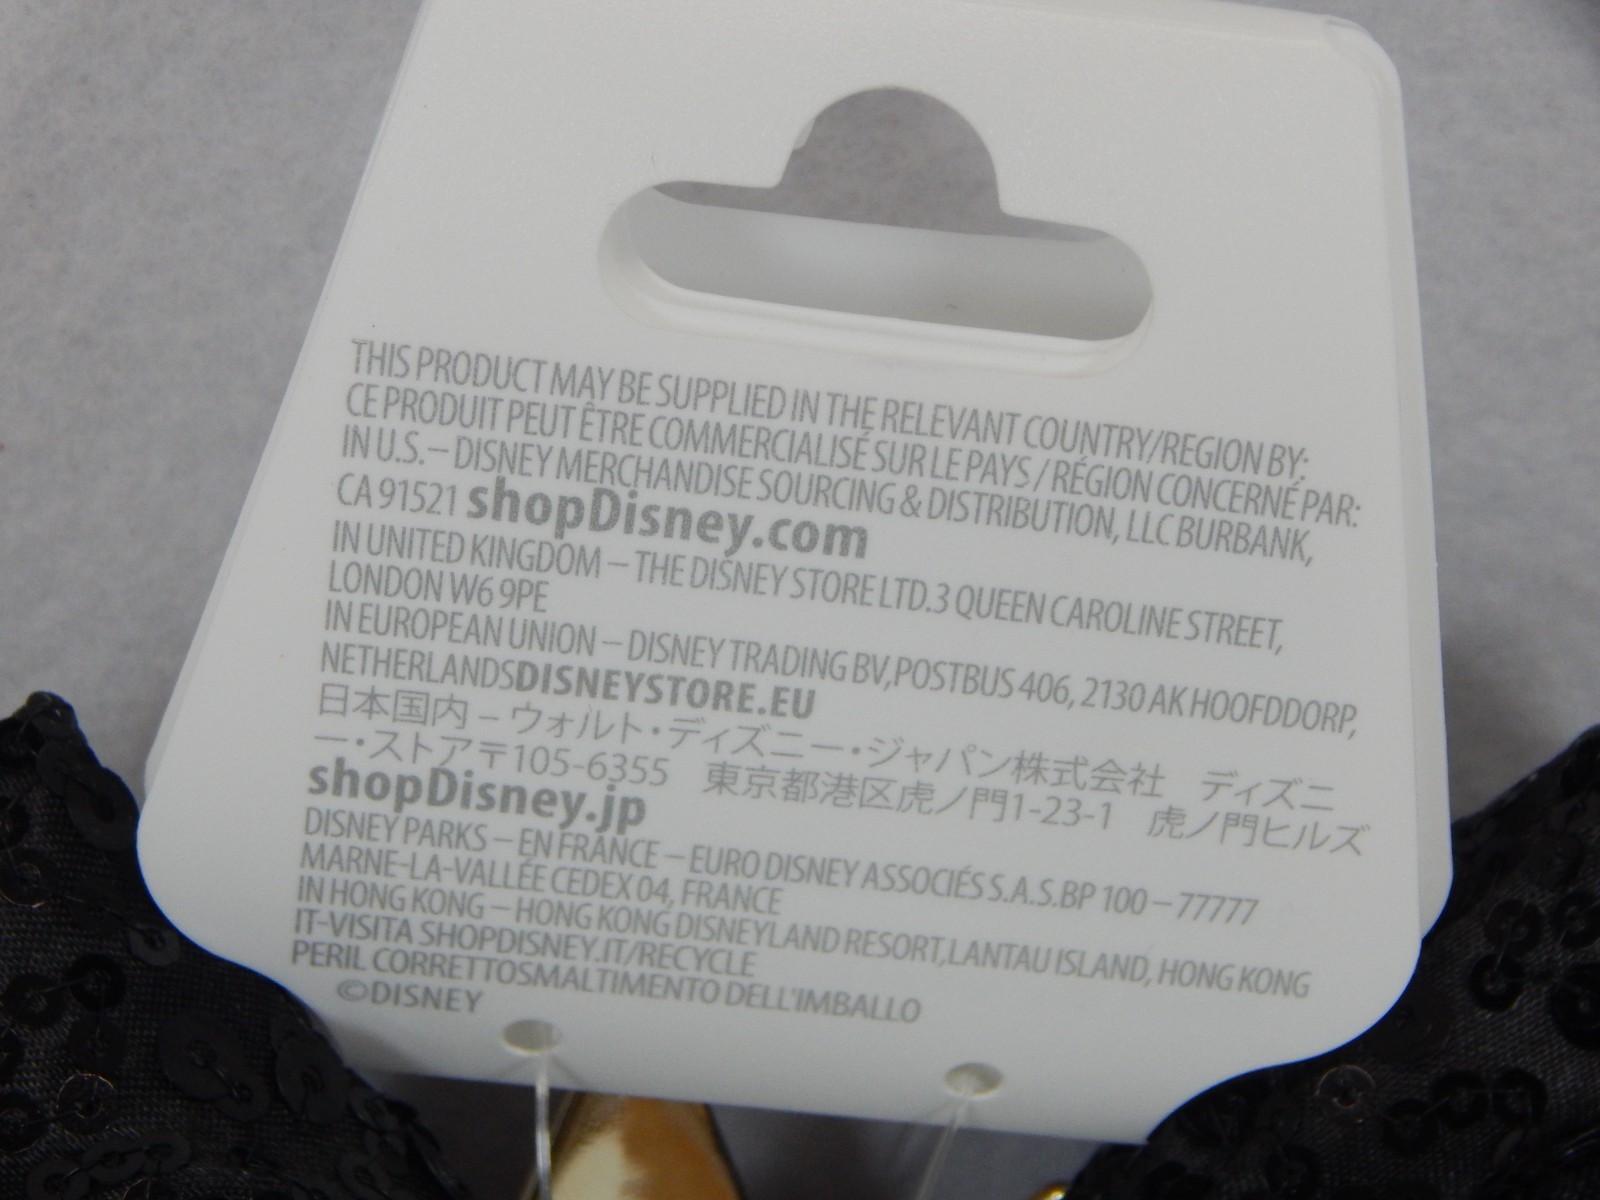 THIS PRODUCT MAY BE SUPPLIED IN THE RELEVANT COUNTRY/REGION BY:
CE PRODUIT PEUT ÊTRE COMMERCIALISÉ SUR LE PAYS / RÉGION CONCERNÉ PAR:
IN U.S. – DISNEY MERCHANDISE SOURCING & DISTRIBUTION, LLC BURBANK,
CA 91521 shopDisney.com
IN UNITED KINGDOM – THE DISNEY STORE LTD.3 QUEEN CAROLINE STREET,
LONDON W6 9PE
IN EUROPEAN UNION – DISNEY TRADING BV,POSTBUS 406, 2130 AK HOOFDDORP,
NETHERLANDSDISNEYSTORE.EU
日本国内 – ウォルト・ディズニー・ジャパン株式会社　ディズニ
ー・ストア〒105-6355　東京都港区虎ノ門1-23-1　虎ノ門ヒルズ
shopDisney.jp
DISNEY PARKS – EN FRANCE – EURO DISNEY ASSOCIÉS S.A.S.BP 100 – 77777
MARNE-LA-VALLÉE CEDEX 04, FRANCE
IN HONG KONG – HONG KONG DISNEYLAND RESORT,LANTAU ISLAND, HONG KONG
IT-VISITA SHOPDISNEY.IT/RECYCLE
PERIL CORRETTOSMALTIMENTO DELL'IMBALLO
©DISNEY